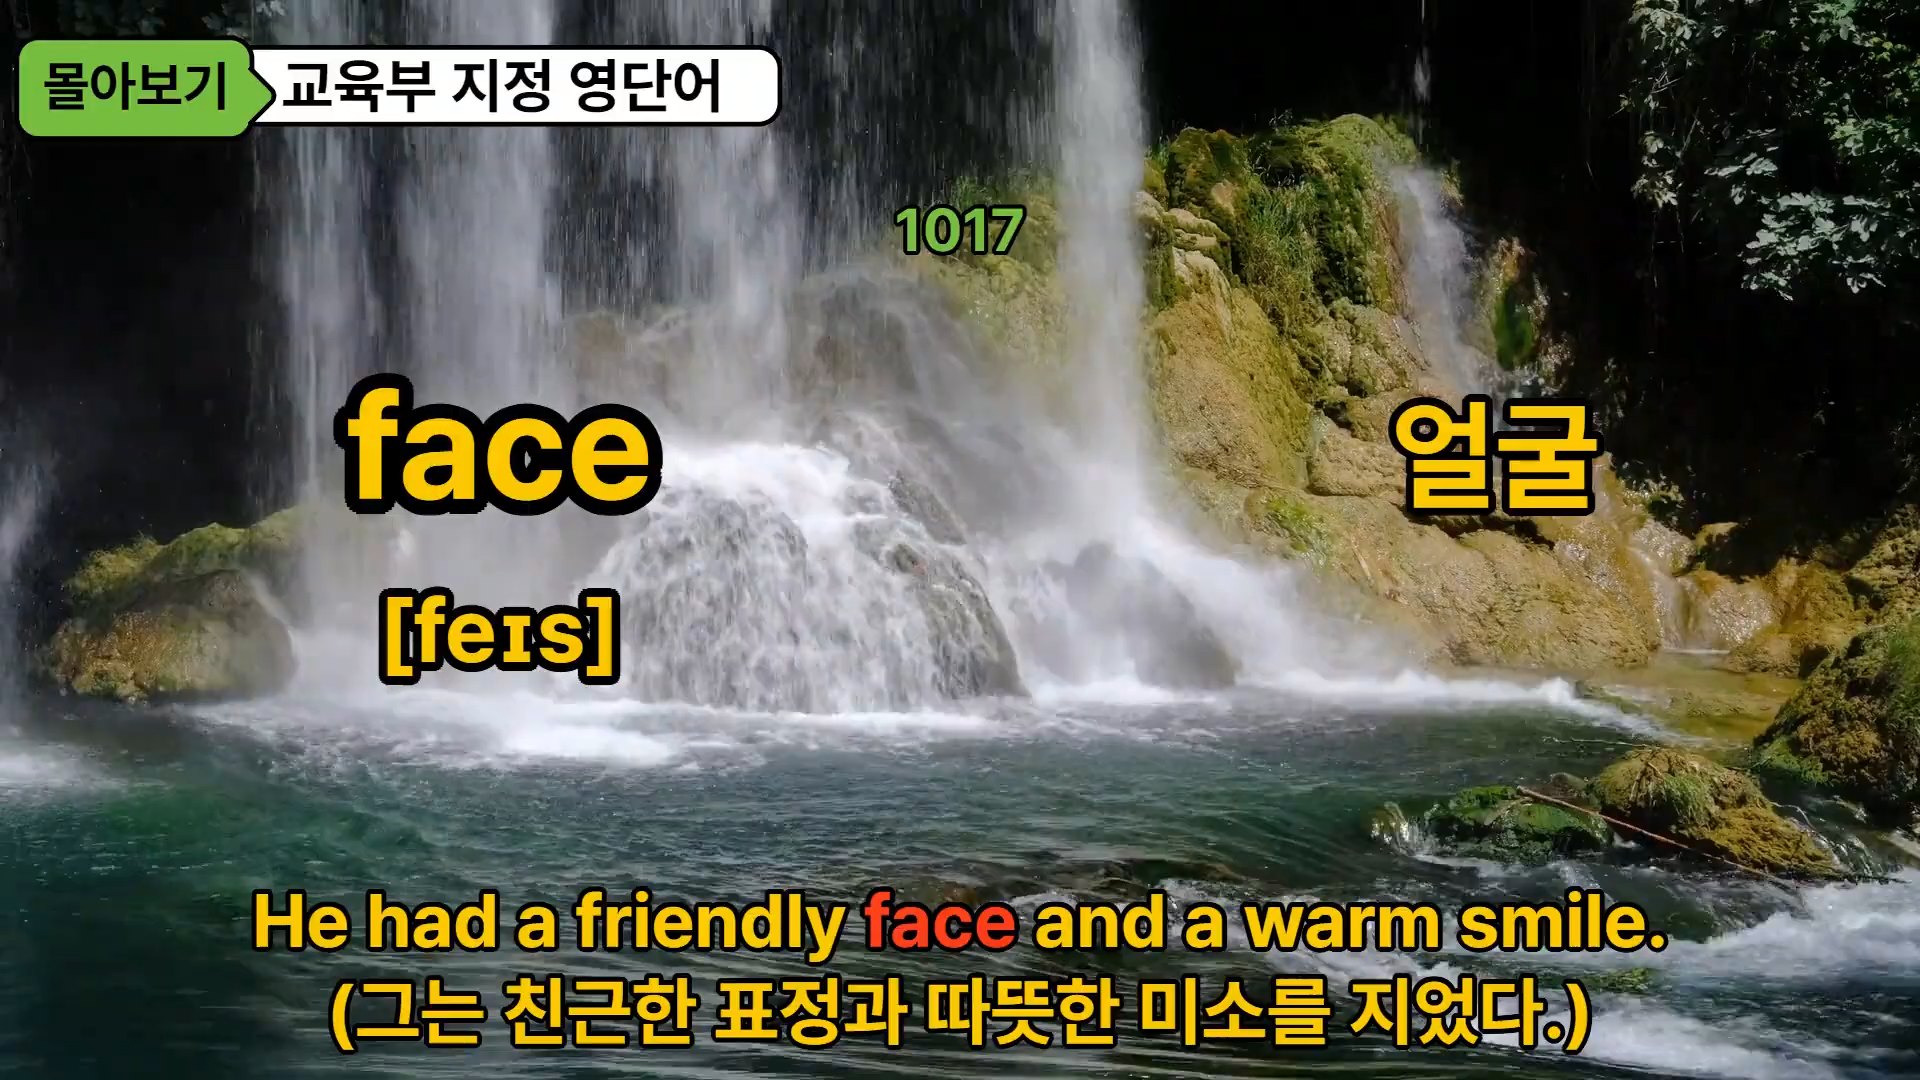 몰아보기 교육부 지정 영단어
1017
face 얼굴
[feɪs]
He had a friendly face and a warm smile.
(그는 친근한 표정과 따뜻한 미소를 지었다.)